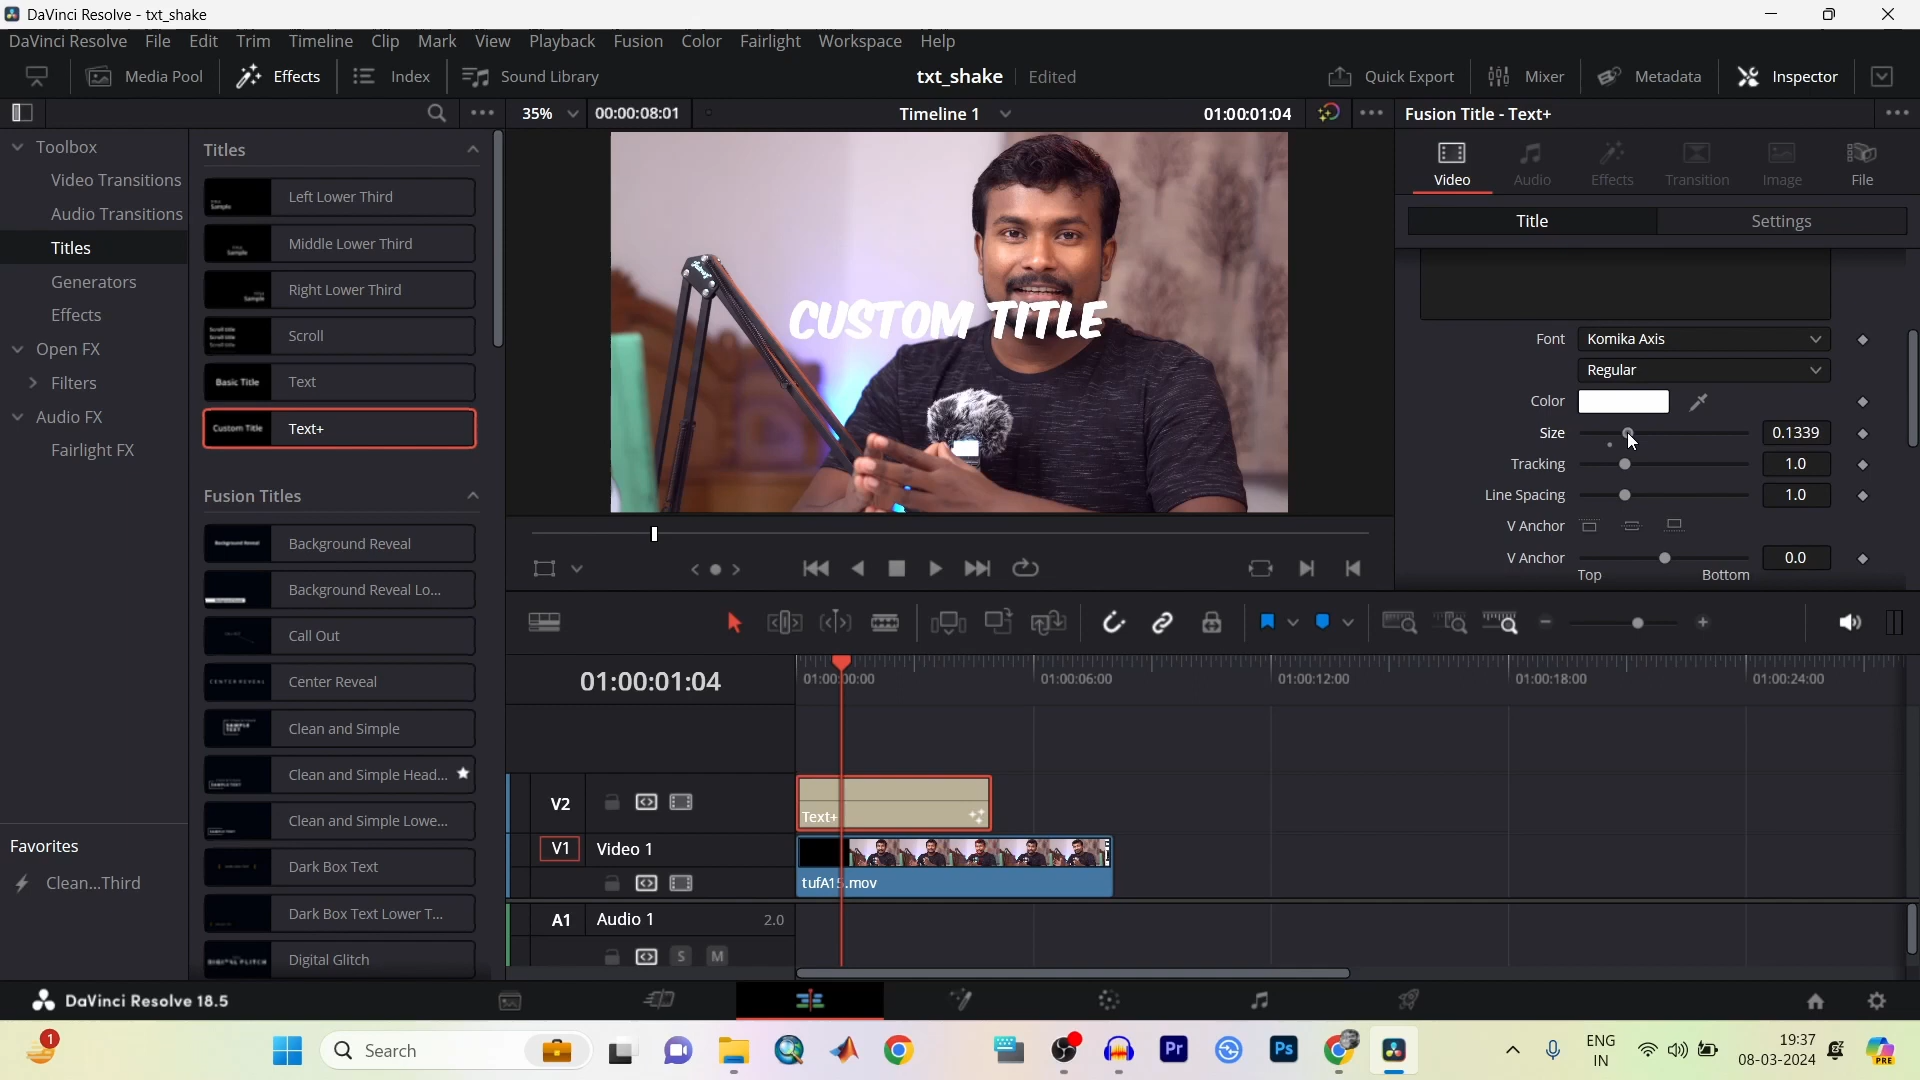 DaVinci Resolve - txt_shake
DaVinci Resolve File Edit Trim Timeline Clip Mark View Playback Fusion Color Fairlight Workspace Help
Media Pool Effects Index Sound Library txt_shake Edited Quick Export Mixer Metadata Inspector
35% 00:00:08:01 Timeline 1 01:00:01:04 Fusion Title - Text+
Toolbox
Video Transitions
Audio Transitions
Titles
Generators
Effects
Open FX
Filters
Audio FX
Fairlight FX
Favorites
Clean...Third
Titles
Left Lower Third
Middle Lower Third
Right Lower Third
Scroll
Basic Title Text
Custom Title Text+
Fusion Titles
Background Reveal
Background Reveal Lo...
Call Out
Center Reveal
Clean and Simple
Clean and Simple Head...
Clean and Simple Lowe...
Dark Box Text
Dark Box Text Lower T...
Digital Glitch
CUSTOM TITLE
Video Audio Effects Transition Image File
Title Settings
Font Komika Axis
Regular
Color
Size 0.1339
Tracking 1.0
Line Spacing 1.0
V Anchor
V Anchor 0.0
Top Bottom
01:00:01:04
01:00:00:00 01:00:06:00 01:00:12:00 01:00:18:00 01:00:24:00
V2
Text+
V1 Video 1
tufA15.mov
A1 Audio 1 2.0
S M
DaVinci Resolve 18.5
1
Search
Pr
Ps
ENG
IN
19:37
08-03-2024
PRE